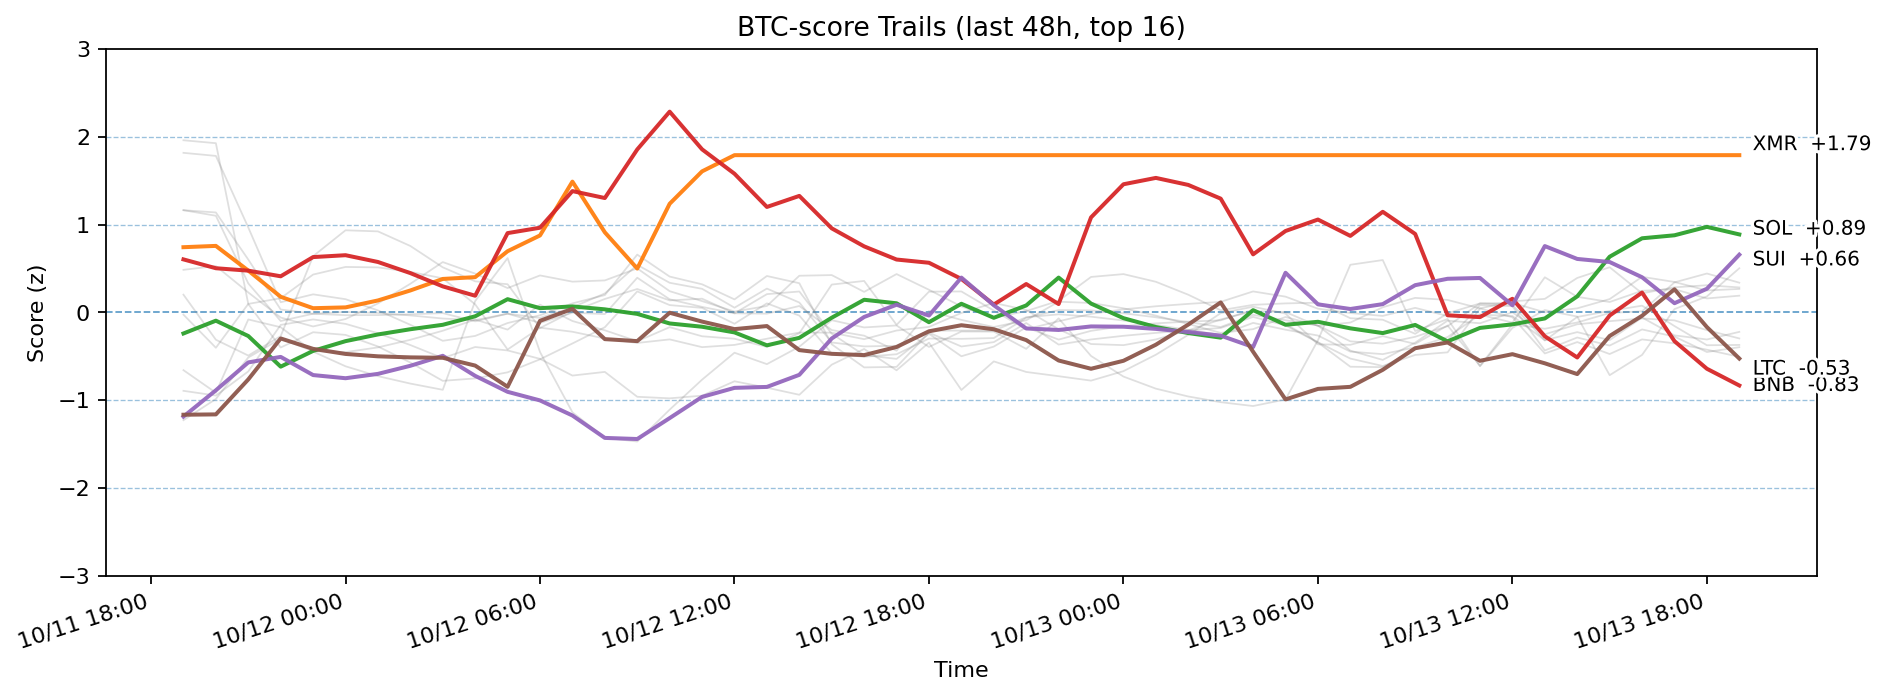 BTC-score Trails (last 48h, top 16)
Score (z)
3
2
1
0
−1
−2
−3
XMR +1.79
SOL +0.89
SUI +0.66
LTC -0.53
BNB -0.83
10/11 18:00
10/12 00:00
10/12 06:00
10/12 12:00
10/12 18:00
10/13 00:00
10/13 06:00
10/13 12:00
10/13 18:00
Time